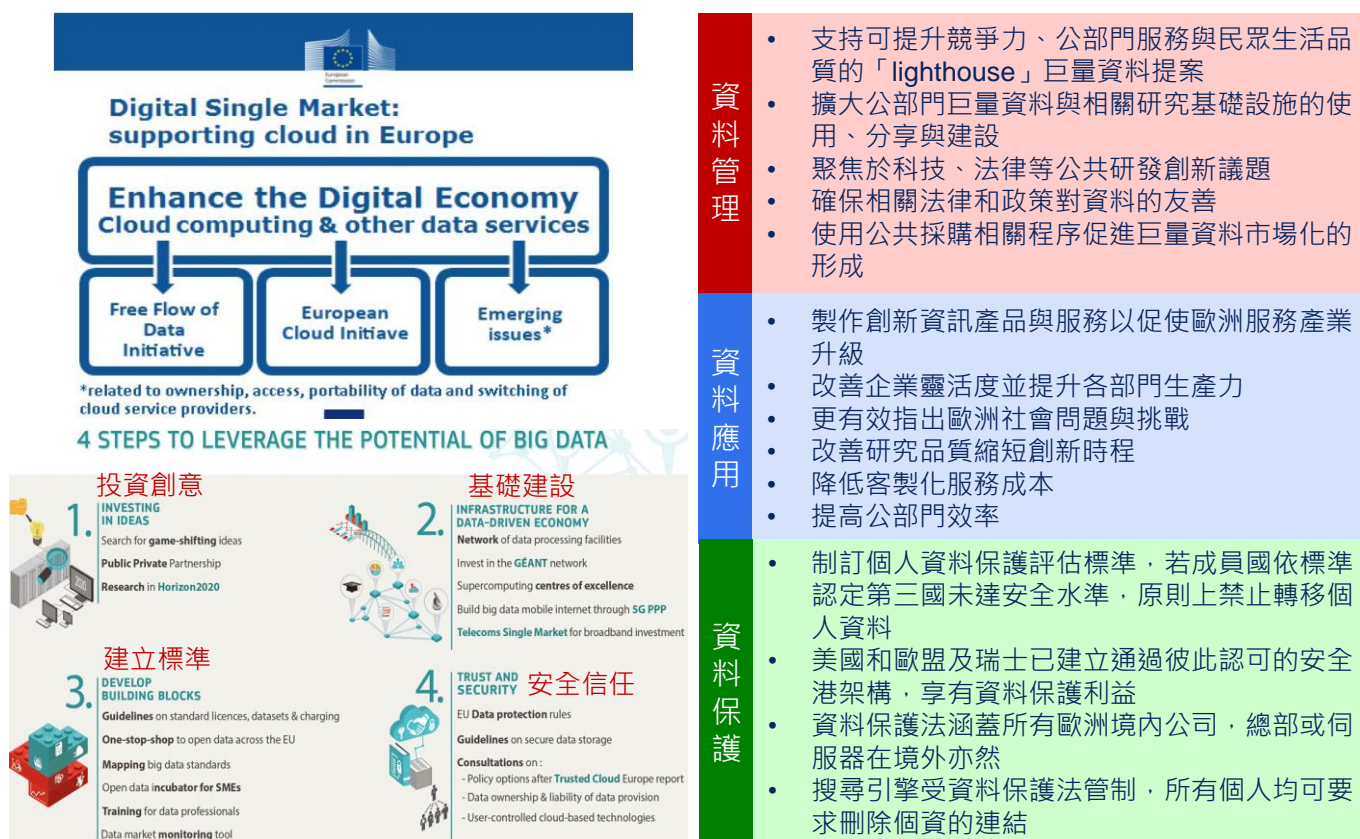 European
Commission
Digital Single Market:
supporting cloud in Europe
Enhance the Digital Economy
Cloud computing & other data services
Free Flow of
Data
Initiative
European
Cloud Initiave
Emerging
issues*
*related to ownership, access, portability of data and switching of
cloud service providers.
4 STEPS TO LEVERAGE THE POTENTIAL OF BIG DATA
投資創意
1.
INVESTING
IN IDEAS
Search for game-shifting ideas
Public Private Partnership
Research in Horizon2020
基礎建設
2.
INFRASTRUCTURE FOR A
DATA-DRIVEN ECONOMY
Network of data processing facilities
Invest in the GÉANT network
Supercomputing centres of excellence
Build big data mobile internet through 5G PPP
Telecoms Single Market for broadband investment
建立標準
3.
DEVELOP
BUILDING BLOCKS
Guidelines on standard licences, datasets & charging
One-stop-shop to open data across the EU
Mapping big data standards
Open data incubator for SMEs
Training for data professionals
Data market monitoring tool
4.
TRUST AND
SECURITY
安全信任
EU Data protection rules
Guidelines on secure data storage
Consultations on :
- Policy options after Trusted Cloud Europe report
- Data ownership & liability of data provision
- User-controlled cloud-based technologies
資料管理
• 支持可提升競爭力、公部門服務與民眾生活品
質的「lighthouse」巨量資料提案
• 擴大公部門巨量資料與相關研究基礎設施的使
用、分享與建設
• 聚焦於科技、法律等公共研發創新議題
• 確保相關法律和政策對資料的友善
• 使用公共採購相關程序促進巨量資料市場化的
形成
資料應用
• 製作創新資訊產品與服務以促使歐洲服務產業
升級
• 改善企業靈活度並提升各部門生產力
• 更有效指出歐洲社會問題與挑戰
• 改善研究品質縮短創新時程
• 降低客製化服務成本
• 提高公部門效率
資料保護
• 制訂個人資料保護評估標準，若成員國依標準
認定第三國未達安全水準，原則上禁止轉移個
人資料
• 美國和歐盟及瑞士已建立通過彼此認可的安全
港架構，享有資料保護利益
• 資料保護法涵蓋所有歐洲境內公司，總部或伺
服器在境外亦然
• 搜尋引擎受資料保護法管制，所有個人均可要
求刪除個資的連結